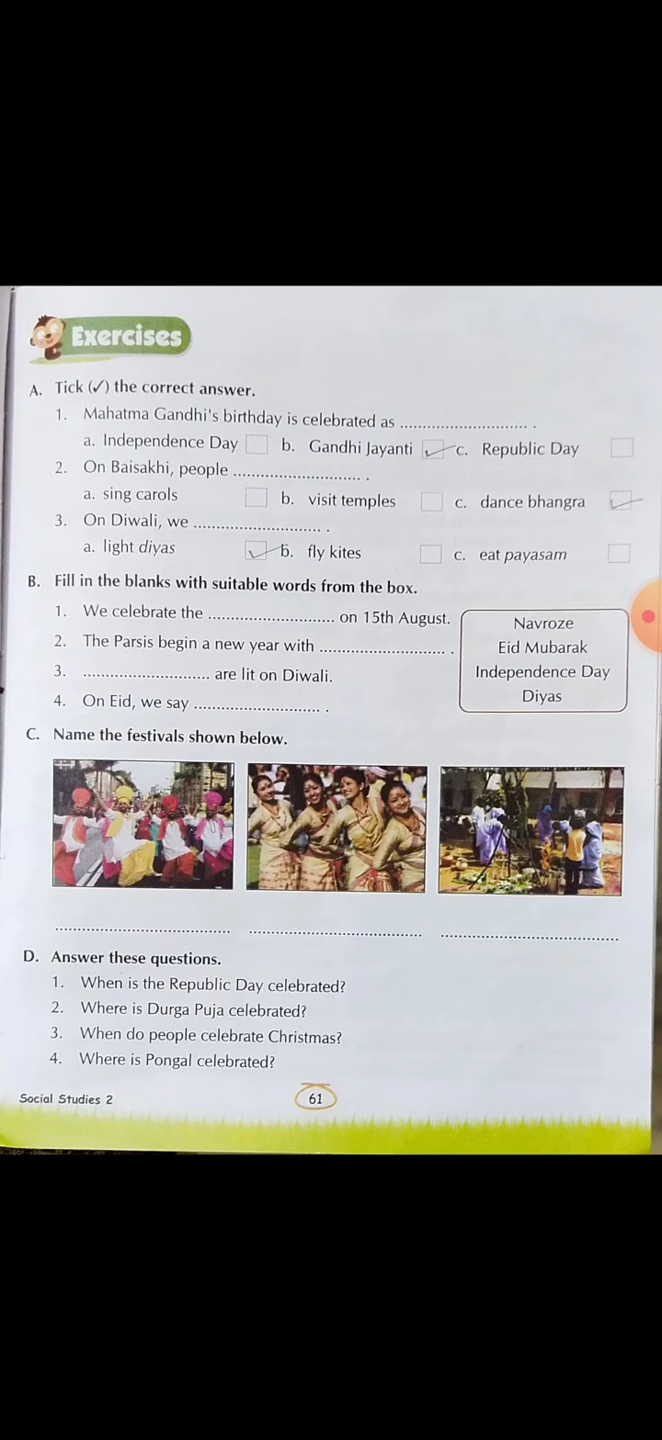 Exercises
A. Tick (✓) the correct answer.
1. Mahatma Gandhi's birthday is celebrated as ............................ .
a. Independence Day b. Gandhi Jayanti c. Republic Day
2. On Baisakhi, people ............................ .
a. sing carols b. visit temples c. dance bhangra
3. On Diwali, we ............................ .
a. light diyas b. fly kites c. eat payasam
B. Fill in the blanks with suitable words from the box.
1. We celebrate the ............................ on 15th August.
2. The Parsis begin a new year with ............................ .
3. ............................ are lit on Diwali.
4. On Eid, we say ............................ .
Navroze
Eid Mubarak
Independence Day
Diyas
C. Name the festivals shown below.
D. Answer these questions.
1. When is the Republic Day celebrated?
2. Where is Durga Puja celebrated?
3. When do people celebrate Christmas?
4. Where is Pongal celebrated?
Social Studies 2
61